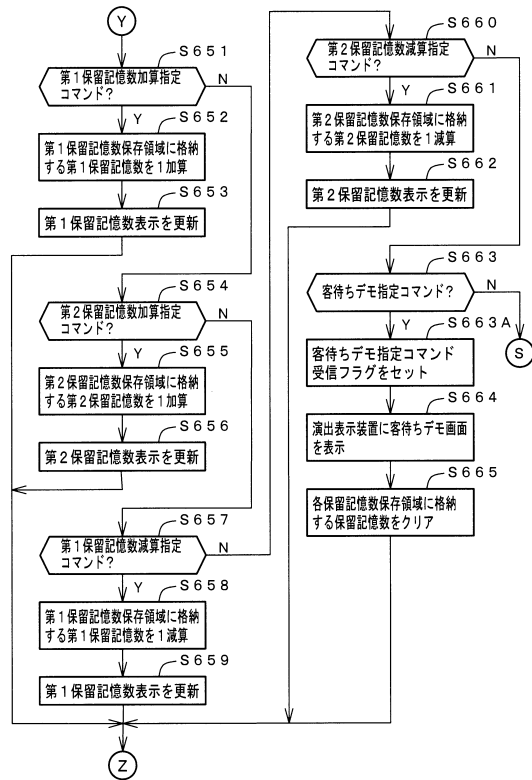 Y
S651
第1保留記憶数加算指定
コマンド？
N
Y
S652
第1保留記憶数保存領域に格納
する第1保留記憶数を1加算
S653
第1保留記憶数表示を更新
S654
第2保留記憶数加算指定
コマンド？
N
Y
S655
第2保留記憶数保存領域に格納
する第2保留記憶数を1加算
S656
第2保留記憶数表示を更新
S657
第1保留記憶数減算指定
コマンド？
N
Y
S658
第1保留記憶数保存領域に格納
する第1保留記憶数を1減算
S659
第1保留記憶数表示を更新
Z
S660
第2保留記憶数減算指定
コマンド？
N
Y
S661
第2保留記憶数保存領域に格納
する第2保留記憶数を1減算
S662
第2保留記憶数表示を更新
S663
客待ちデモ指定コマンド？
N
Y
S
S663A
客待ちデモ指定コマンド
受信フラグをセット
S664
演出表示装置に客待ちデモ画面
を表示
S665
各保留記憶数保存領域に格納
する保留記憶数をクリア